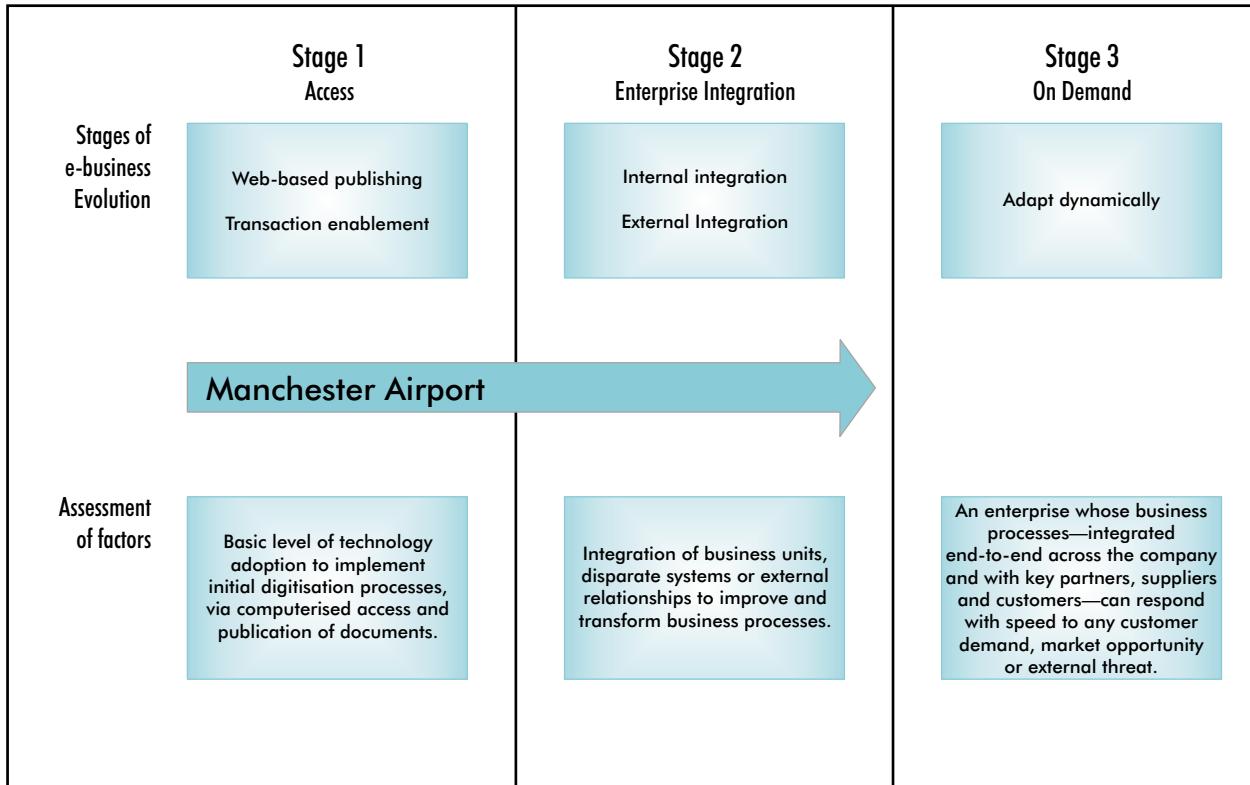 Stage 1
Access
Stage 2
Enterprise Integration
Stage 3
On Demand
Stages of
e-business
Evolution
Web-based publishing
Transaction enablement
Internal integration
External Integration
Adapt dynamically
Manchester Airport
Assessment
of factors
Basic level of technology
adoption to implement
initial digitisation processes,
via computerised access and
publication of documents.
Integration of business units,
disparate systems or external
relationships to improve and
transform business processes.
An enterprise whose business
processes—integrated
end-to-end across the company
and with key partners, suppliers
and customers—can respond
with speed to any customer
demand, market opportunity
or external threat.